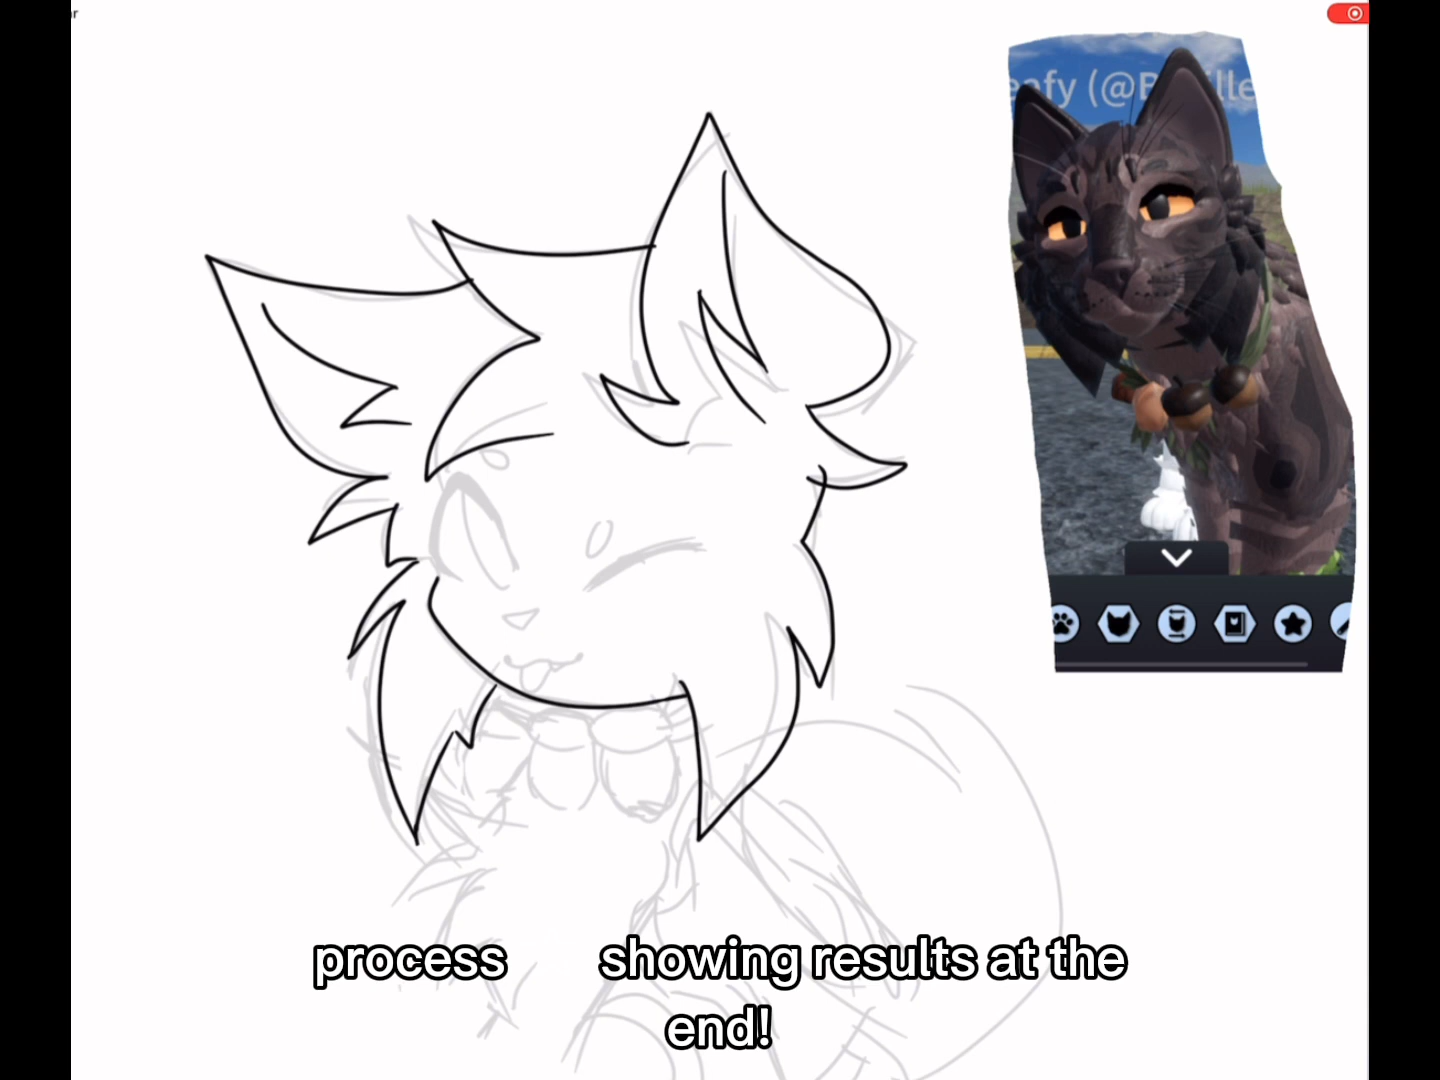 process showing results at the
end!